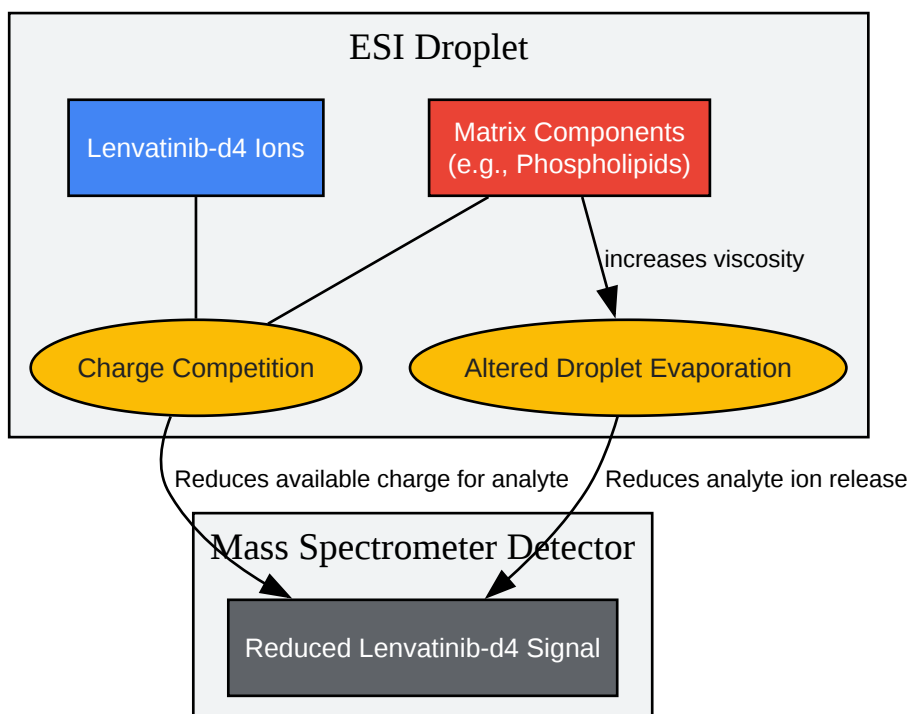 ESI Droplet
Lenvatinib-d4 Ions
Matrix Components
(e.g., Phospholipids)
increases viscosity
Charge Competition
Altered Droplet Evaporation
Reduces available charge for analyte
Reduces analyte ion release
Mass Spectrometer Detector
Reduced Lenvatinib-d4 Signal